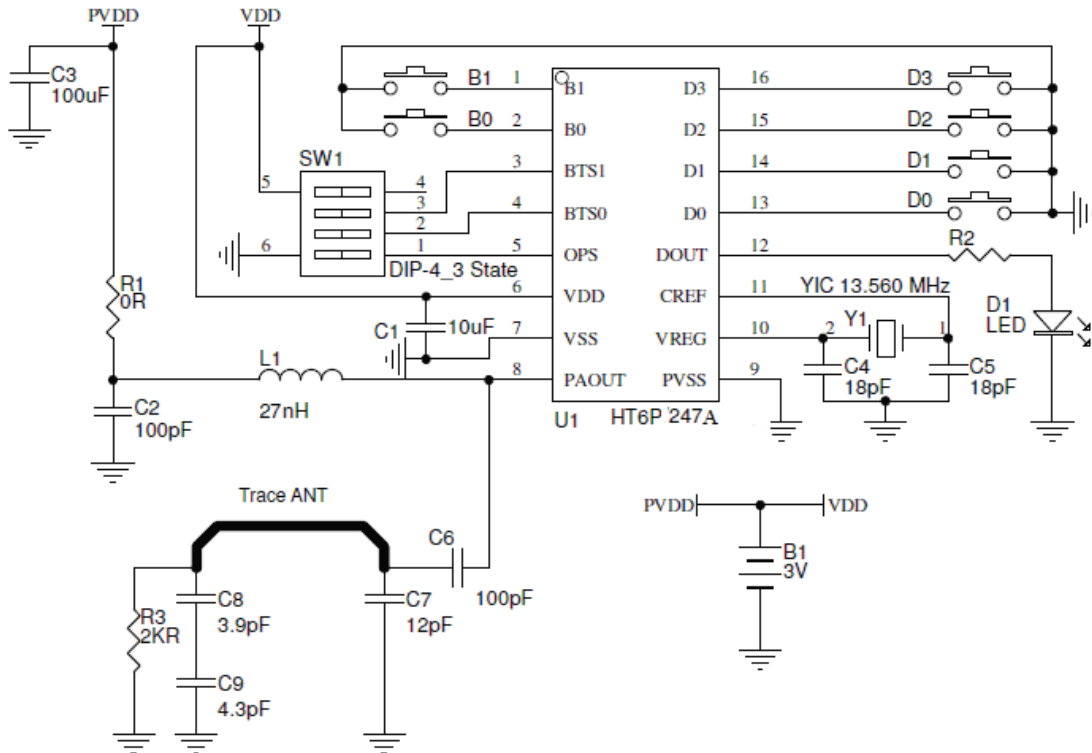 PVDD
VDD
C3
100uF
B1
1
B1
D3
16
D3
B0
2
B0
D2
15
D2
SW1
3
BTS1
D1
14
D1
5
4
3
2
4
BTS0
D0
13
D0
6
1
5
OPS
DOUT
12
R2
DIP-4_3 State
R1
0R
6
VDD
CREF
11
YIC 13.560 MHz
D1
LED
C1
10uF
7
VSS
VREG
10
2
Y1
1
L1
27nH
8
PAOUT
PVSS
9
C4
18pF
C5
18pF
C2
100pF
U1
HT6P 247A
Trace ANT
PVDD
VDD
C6
100pF
B1
3V
R3
2KR
C8
3.9pF
C7
12pF
C9
4.3pF